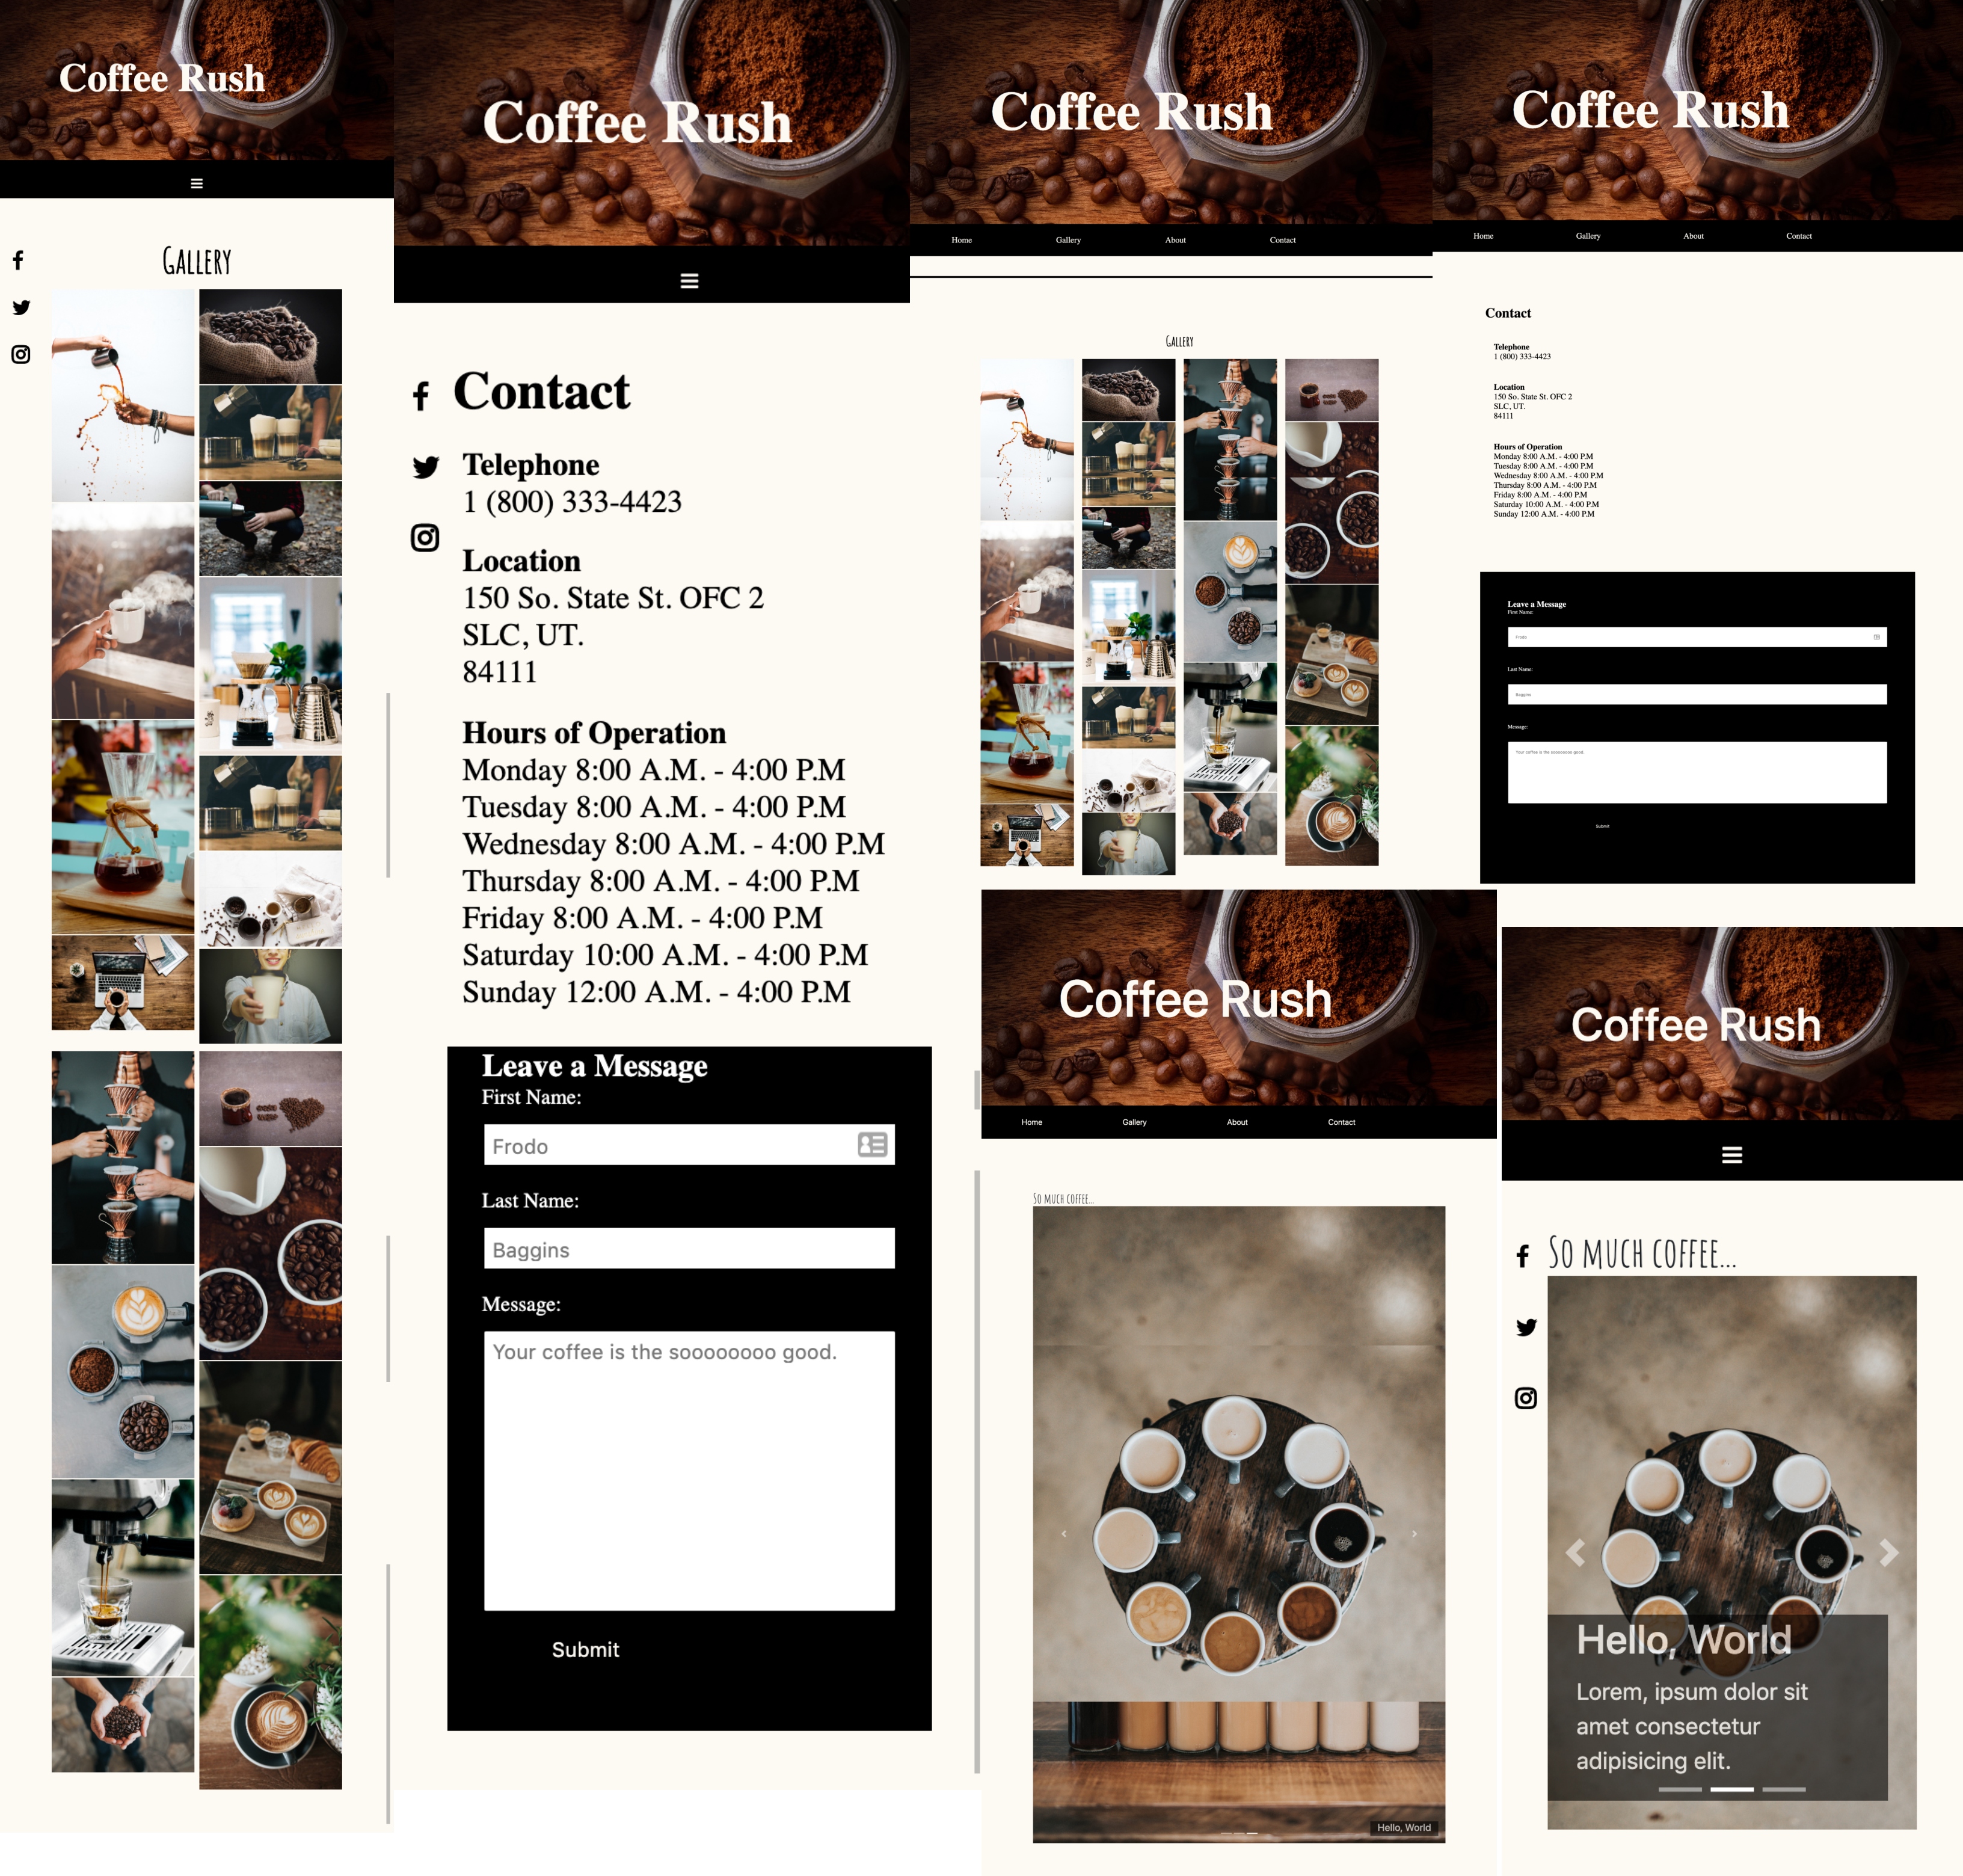 Coffee Rush
Gallery
Coffee Rush
Contact
Telephone
1 (800) 333-4423
Location
150 So. State St. OFC 2
SLC, UT.
84111
Hours of Operation
Monday 8:00 A.M. - 4:00 P.M
Tuesday 8:00 A.M. - 4:00 P.M
Wednesday 8:00 A.M. - 4:00 P.M
Thursday 8:00 A.M. - 4:00 P.M
Friday 8:00 A.M. - 4:00 P.M
Saturday 10:00 A.M. - 4:00 P.M
Sunday 12:00 A.M. - 4:00 P.M
Leave a Message
First Name:
Frodo
Last Name:
Baggins
Message:
Your coffee is the soooooooo good.
Submit
Coffee Rush
Home Gallery About Contact
Gallery
Coffee Rush
Home Gallery About Contact
Contact
Telephone
1 (800) 333-4423
Location
150 So. State St. OFC 2
SLC, UT.
84111
Hours of Operation
Monday 8:00 A.M. - 4:00 P.M
Tuesday 8:00 A.M. - 4:00 P.M
Wednesday 8:00 A.M. - 4:00 P.M
Thursday 8:00 A.M. - 4:00 P.M
Friday 8:00 A.M. - 4:00 P.M
Saturday 10:00 A.M. - 4:00 P.M
Sunday 12:00 A.M. - 4:00 P.M
Leave a Message
First Name:
Frodo
Last Name:
Baggins
Message:
Your coffee is the soooooooo good.
Submit
Coffee Rush
Home Gallery About Contact
So much coffee...
Hello, World
Coffee Rush
So much coffee...
Hello, World
Lorem, ipsum dolor sit
amet consectetur
adipisicing elit.